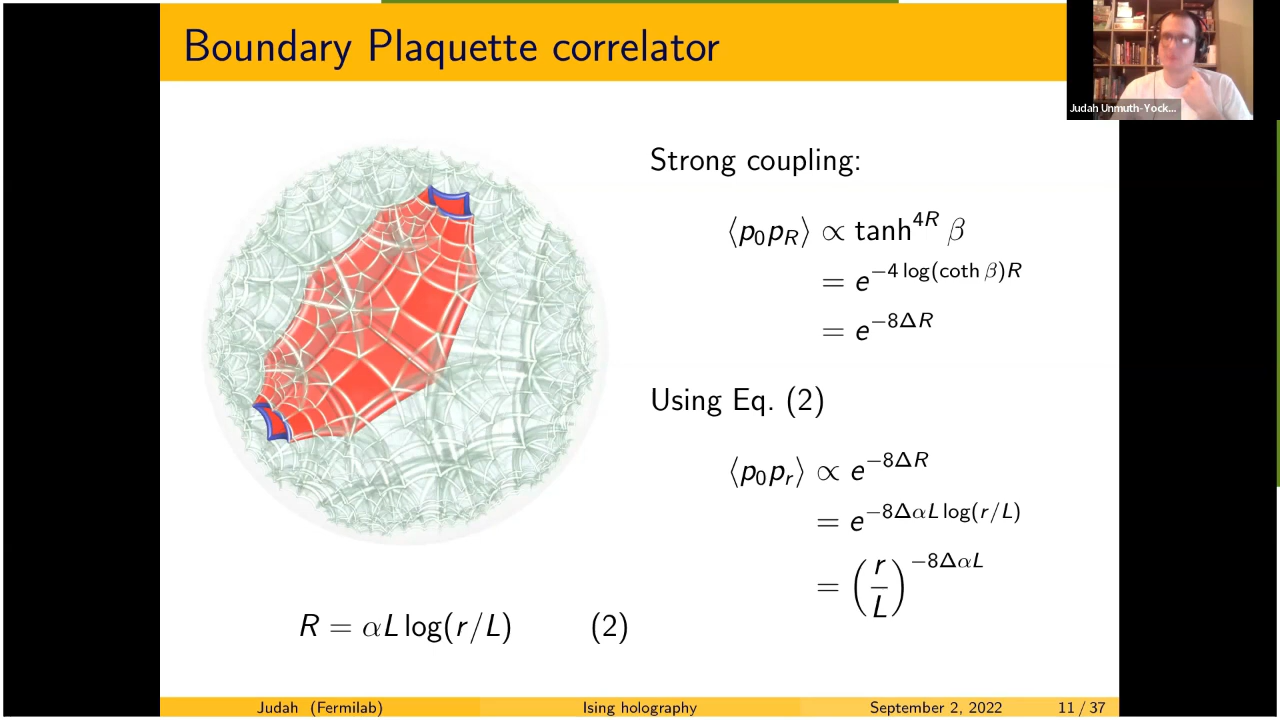 Boundary Plaquette correlator
Judah Unmuth-Yock...
Strong coupling:
⟨p₀p_R⟩ ∝ tanh^{4R} β
= e^{−4 log(coth β)R}
= e^{−8ΔR}
Using Eq. (2)
⟨p₀p_r⟩ ∝ e^{−8ΔR}
= e^{−8ΔαL log(r/L)}
= (r/L)^{−8ΔαL}
R = αL log(r/L) (2)
Judah (Fermilab) Ising holography September 2, 2022 11 / 37